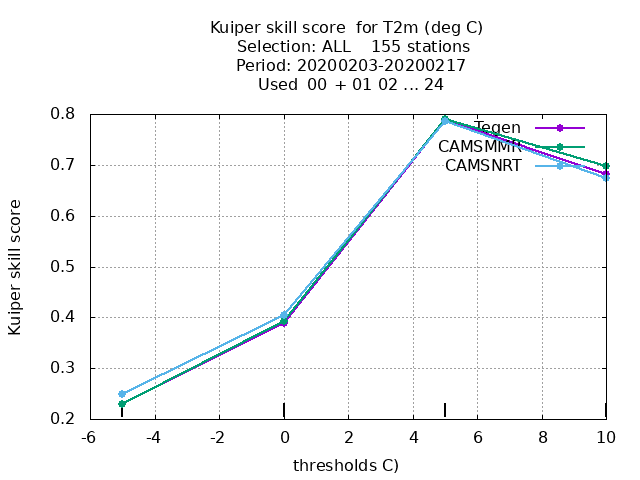 Kuiper skill score  for T2m (deg C)
Selection: ALL    155 stations
Period: 20200203-20200217
Used  00 + 01 02 ... 24
0.8
0.7
0.6
0.5
0.4
0.3
0.2
Kuiper skill score
Tegen
CAMSMMR
CAMSNRT
-6 -4 -2 0 2 4 6 8 10
thresholds C)